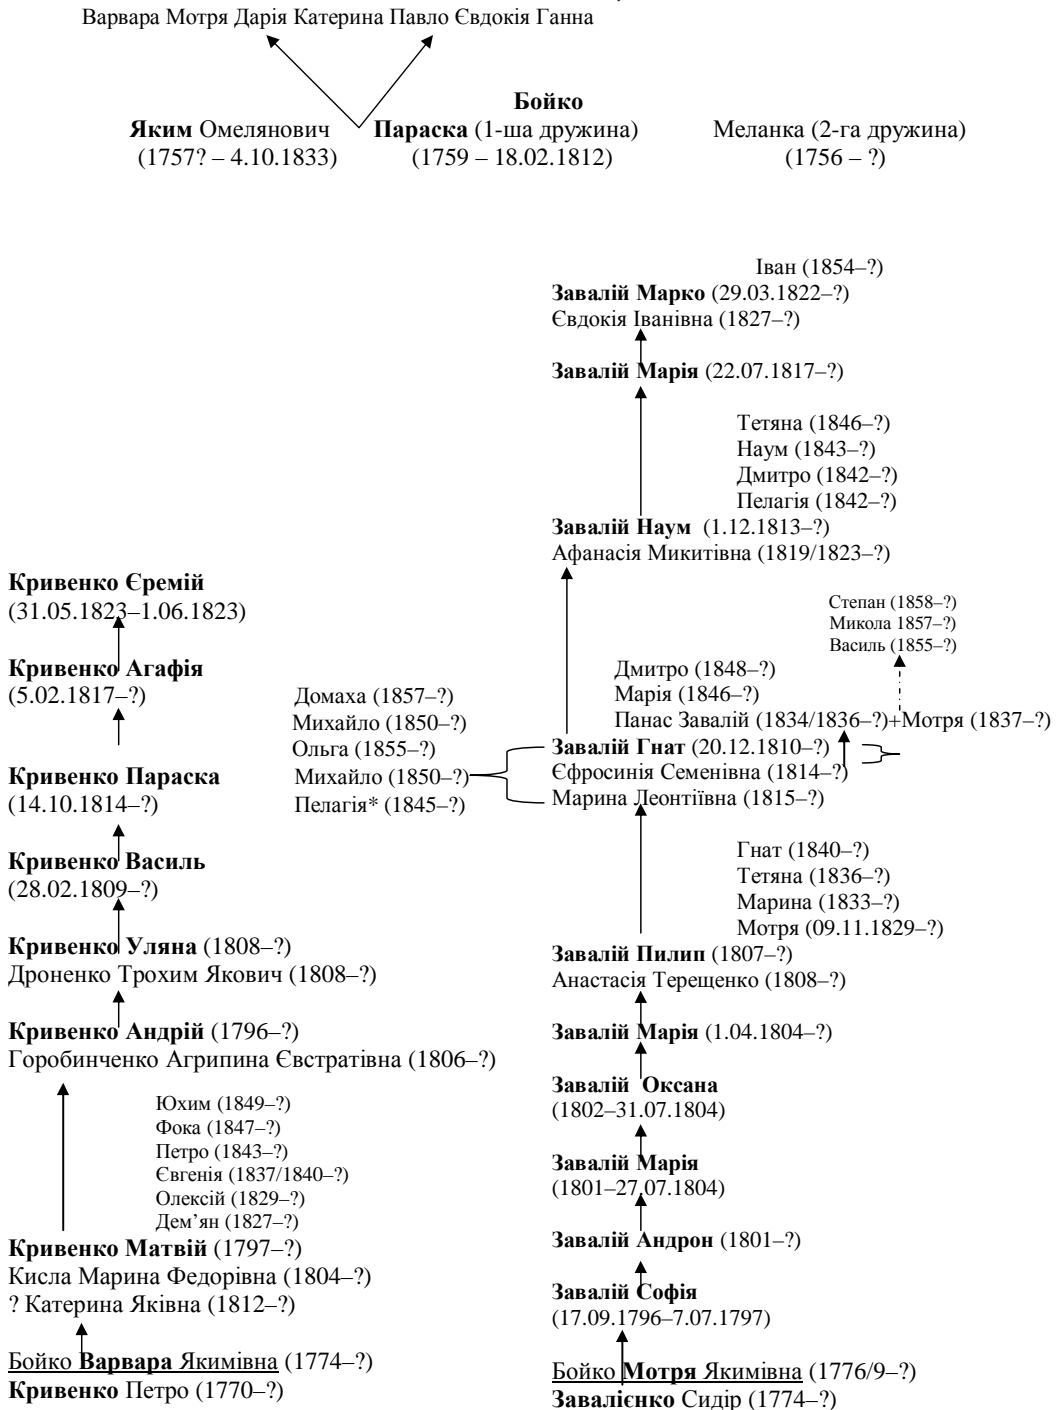 Варвара Мотря Дарія Катерина Павло Євдокія Ганна
Бойко
Яким Омелянович
(1757? – 4.10.1833)
Параска (1-ша дружина)
(1759 – 18.02.1812)
Меланка (2-га дружина)
(1756 – ?)
Кривенко Єремій
(31.05.1823–1.06.1823)
Кривенко Агафія
(5.02.1817–?)
Кривенко Параска
(14.10.1814–?)
Кривенко Василь
(28.02.1809–?)
Кривенко Уляна (1808–?)
Дроненко Трохим Якович (1808–?)
Кривенко Андрій (1796–?)
Горобинченко Агрипина Євстратівна (1806–?)
Юхим (1849–?)
Фока (1847–?)
Петро (1843–?)
Євгенія (1837/1840–?)
Олексій (1829–?)
Дем’ян (1827–?)
Кривенко Матвій (1797–?)
Кисла Марина Федорівна (1804–?)
? Катерина Яківна (1812–?)
Бойко Варвара Якимівна (1774–?)
Кривенко Петро (1770–?)
Іван (1854–?)
Завалій Марко (29.03.1822–?)
Євдокія Іванівна (1827–?)
Завалій Марія (22.07.1817–?)
Тетяна (1846–?)
Наум (1843–?)
Дмитро (1842–?)
Пелагія (1842–?)
Завалій Наум (1.12.1813–?)
Афанасія Микитівна (1819/1823–?)
Степан (1858–?)
Микола 1857–?)
Василь (1855–?)
Дмитро (1848–?)
Марія (1846–?)
Панас Завалій (1834/1836–?)+Мотря (1837–?)
Домаха (1857–?)
Михайло (1850–?)
Ольга (1855–?)
Михайло (1850–?)
Пелагія* (1845–?)
Завалій Гнат (20.12.1810–?)
Єфросинія Семенівна (1814–?)
Марина Леонтіївна (1815–?)
Гнат (1840–?)
Тетяна (1836–?)
Марина (1833–?)
Мотря (09.11.1829–?)
Завалій Пилип (1807–?)
Анастасія Терещенко (1808–?)
Завалій Марія (1.04.1804–?)
Завалій Оксана
(1802–31.07.1804)
Завалій Марія
(1801–27.07.1804)
Завалій Андрон (1801–?)
Завалій Софія
(17.09.1796–7.07.1797)
Бойко Мотря Якимівна (1776/9–?)
Завалієнко Сидір (1774–?)